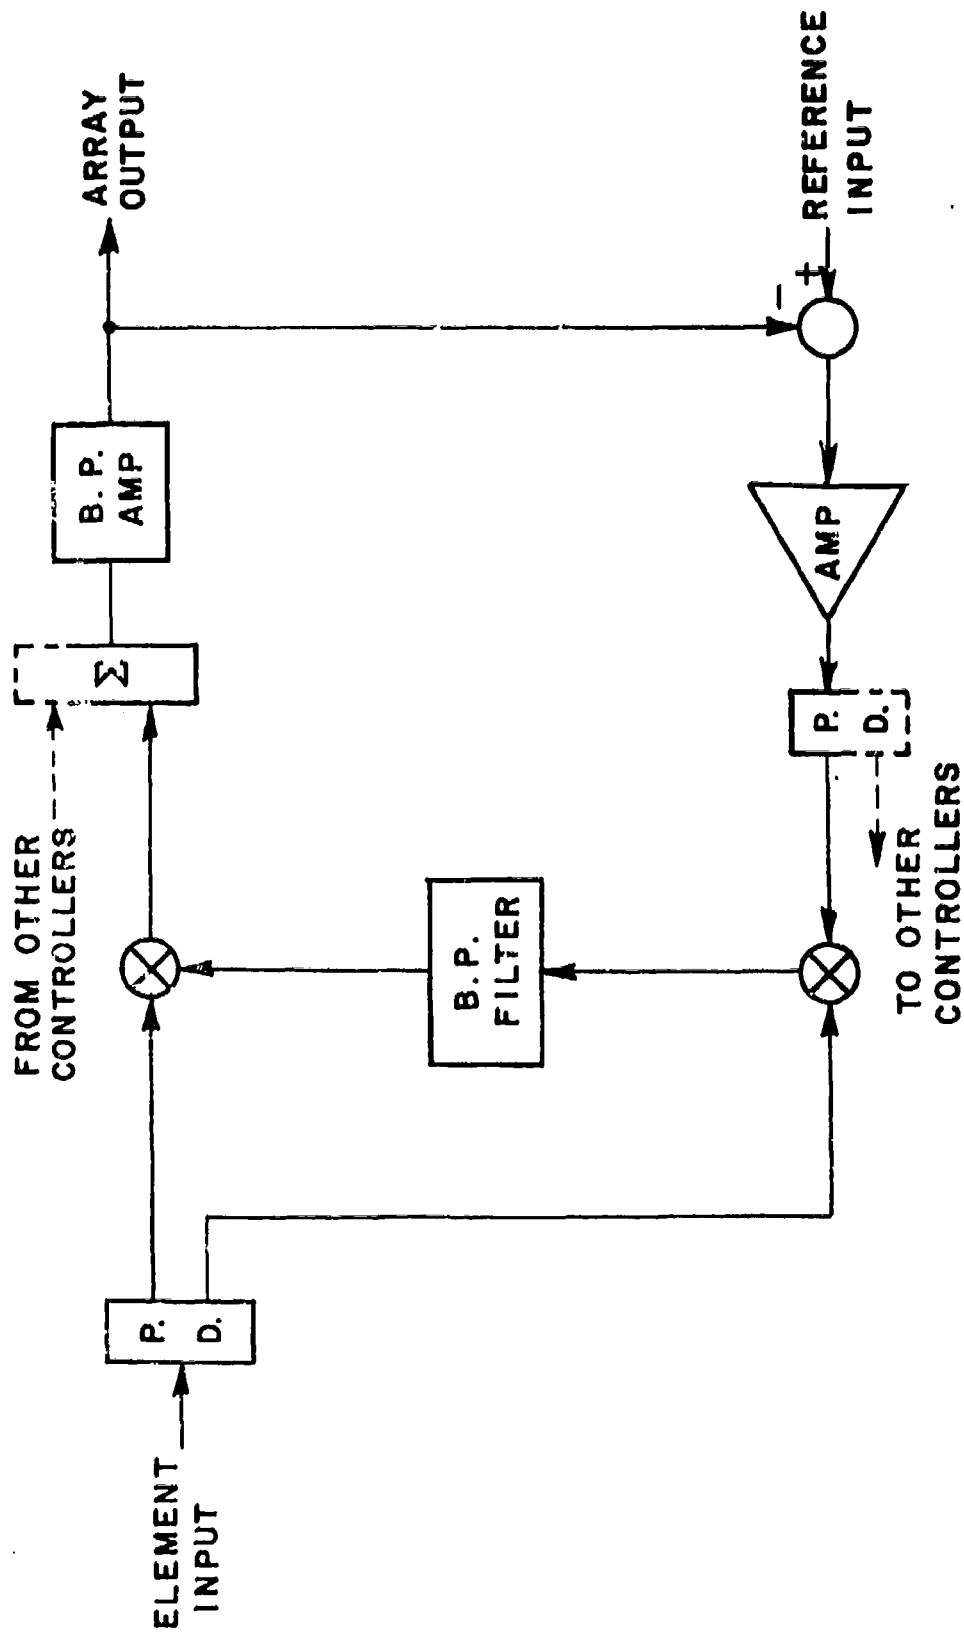 FROM OTHER
CONTROLLERS
ARRAY
OUTPUT
B. P.
AMP
Σ
ELEMENT
INPUT
P.
D.
B. P.
FILTER
-
+
REFERENCE
INPUT
AMP
P.
D.
TO OTHER
CONTROLLERS